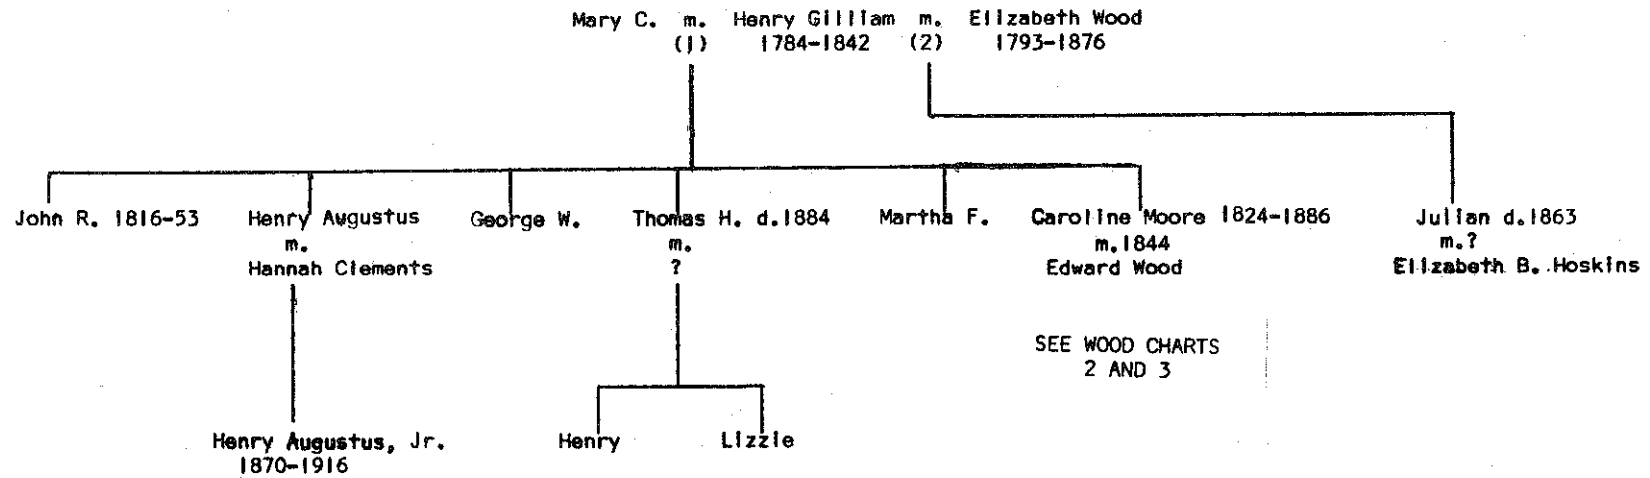 Mary C. m. Henry Gilliam m. Elizabeth Wood
(1) 1784-1842 (2) 1793-1876
John R. 1816-53 Henry Augustus George W. Thomas H. d.1884 Martha F. Caroline Moore 1824-1886 Julian d.1863
m. m. m.1844 m.?
Hannah Clements ? Edward Wood Elizabeth B. Hoskins
SEE WOOD CHARTS
2 AND 3
Henry Augustus, Jr. Henry Lizzie
1870-1916